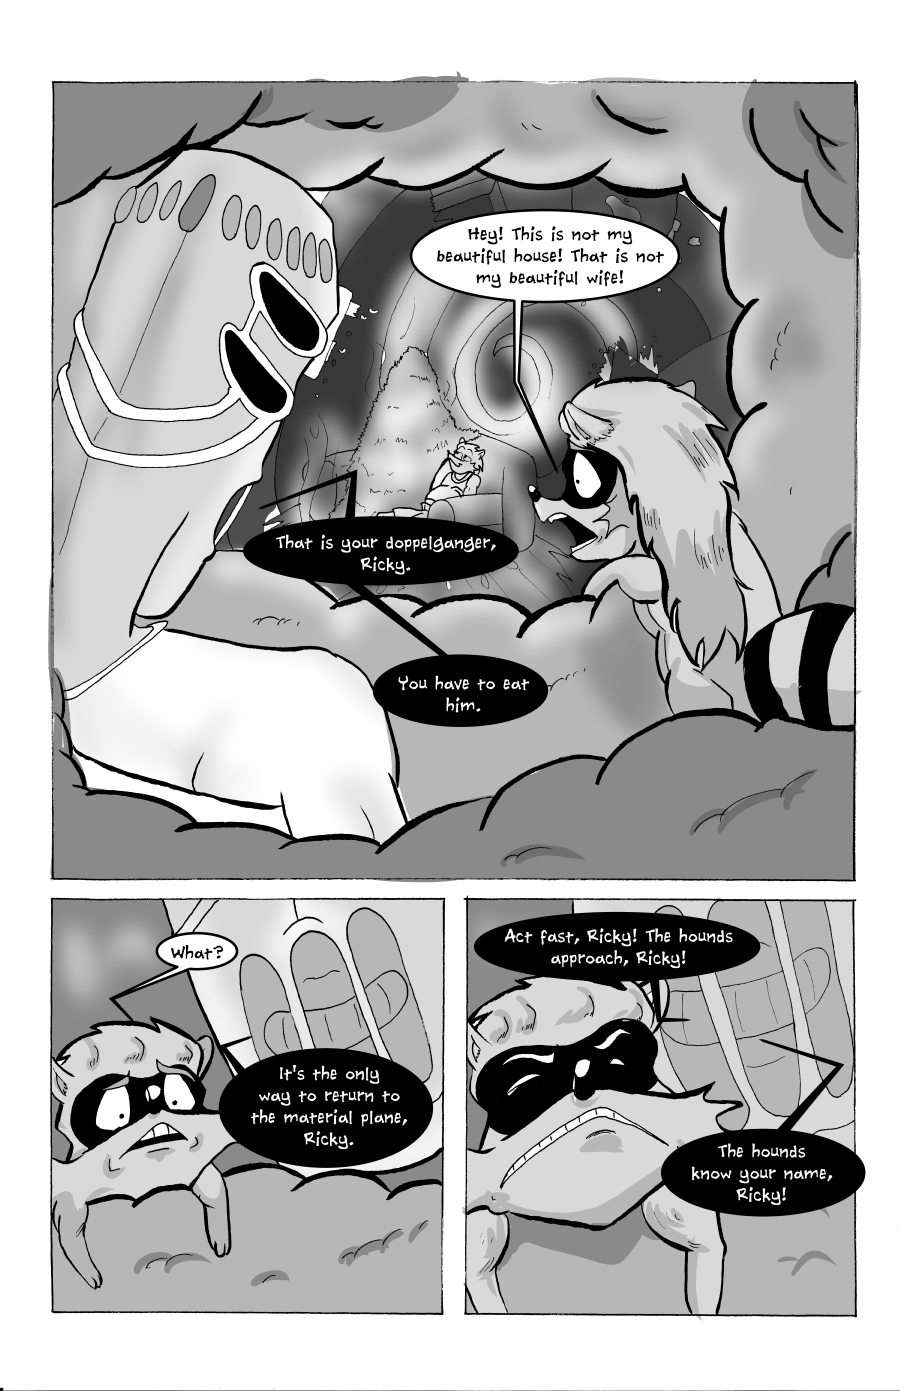 Hey! This is not my
beautiful house! That is not
my beautiful wife!
That is your doppelganger,
Ricky.
You have to eat
him.
What?
It's the only
way to return to
the material plane,
Ricky.
Act fast, Ricky! The hounds
approach, Ricky!
The hounds
know your name,
Ricky!